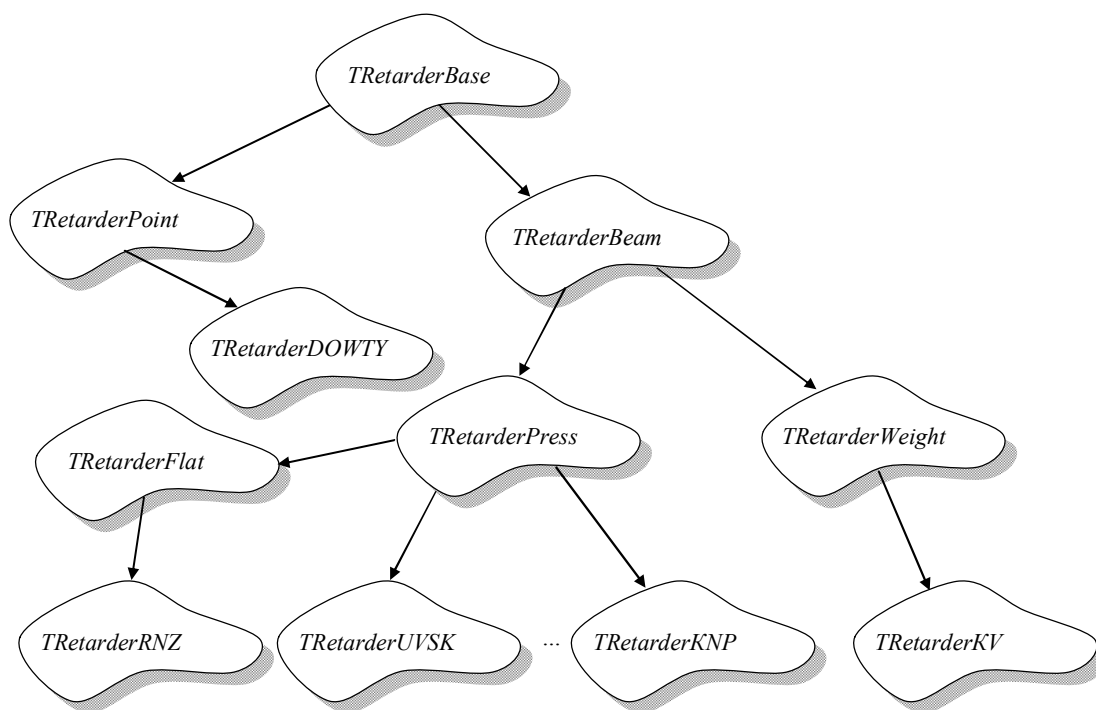 TRetarderBase
TRetarderPoint
TRetarderBeam
TRetarderDOWTY
TRetarderPress
TRetarderWeight
TRetarderFlat
TRetarderRNZ
TRetarderUVSK
...
TRetarderKNP
TRetarderKV